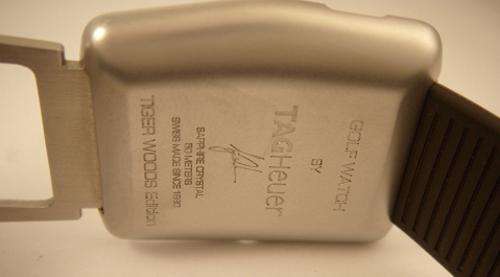 GOLF WATCH
BY
TAGHeuer
SAPPHIRE CRYSTAL
50 METERS
SWISS MADE SINCE 1860
TIGER WOODS Edition